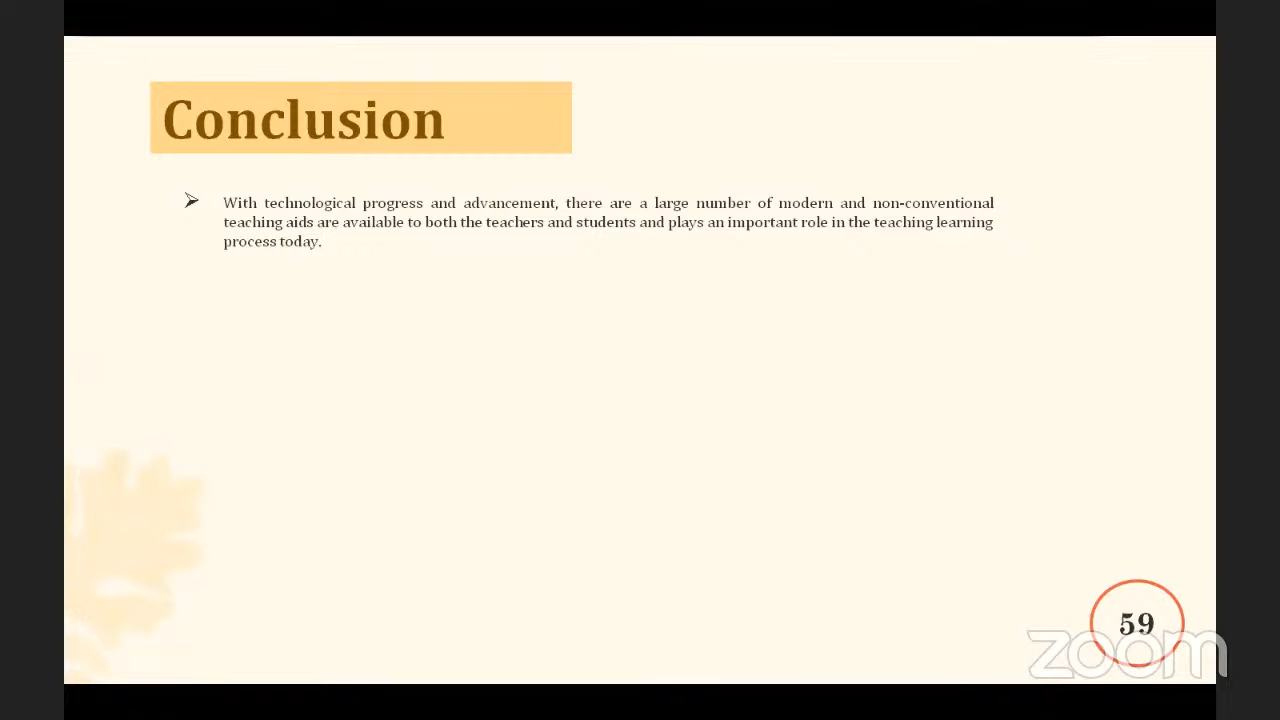 Conclusion
➢ With technological progress and advancement, there are a large number of modern and non-conventional
teaching aids are available to both the teachers and students and plays an important role in the teaching learning
process today.
59
zoom